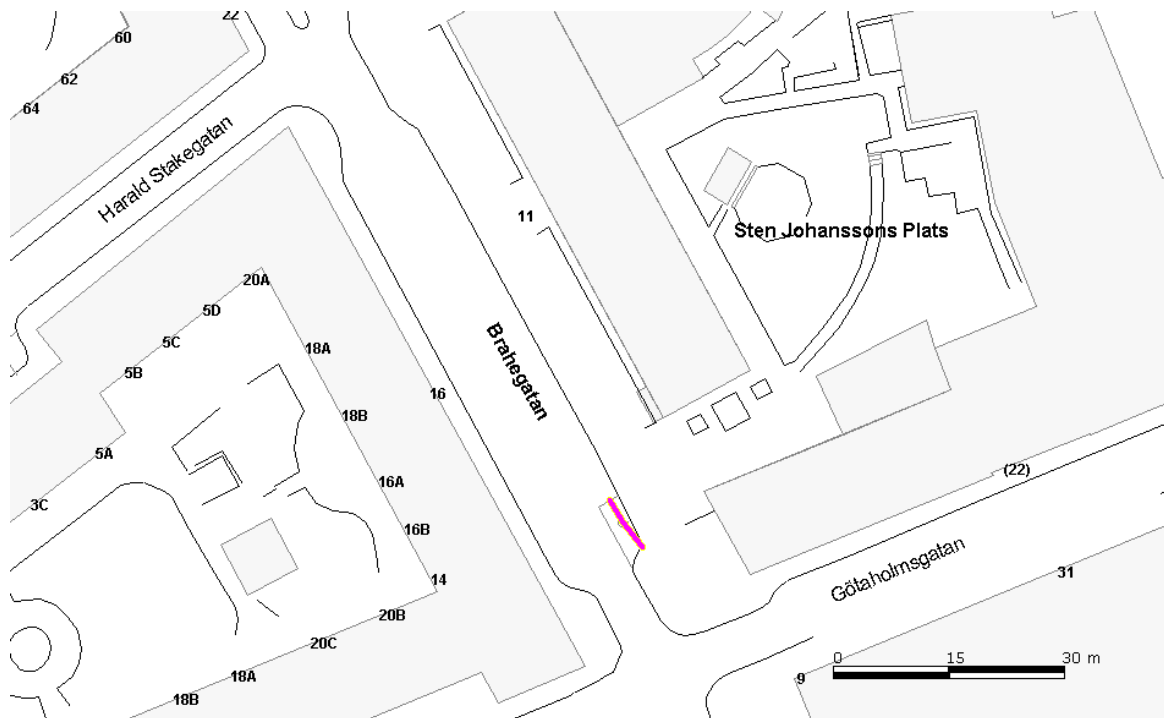 22
60
62
64
Harald Stakegatan
11
Sten Johanssons Plats
20A
5D
5C
18A
Brahegatan
5B
16
18B
5A
16A
(22)
3C
16B
Götaholmsgatan
31
14
20B
20C
0 15 30 m
18A
9
18B